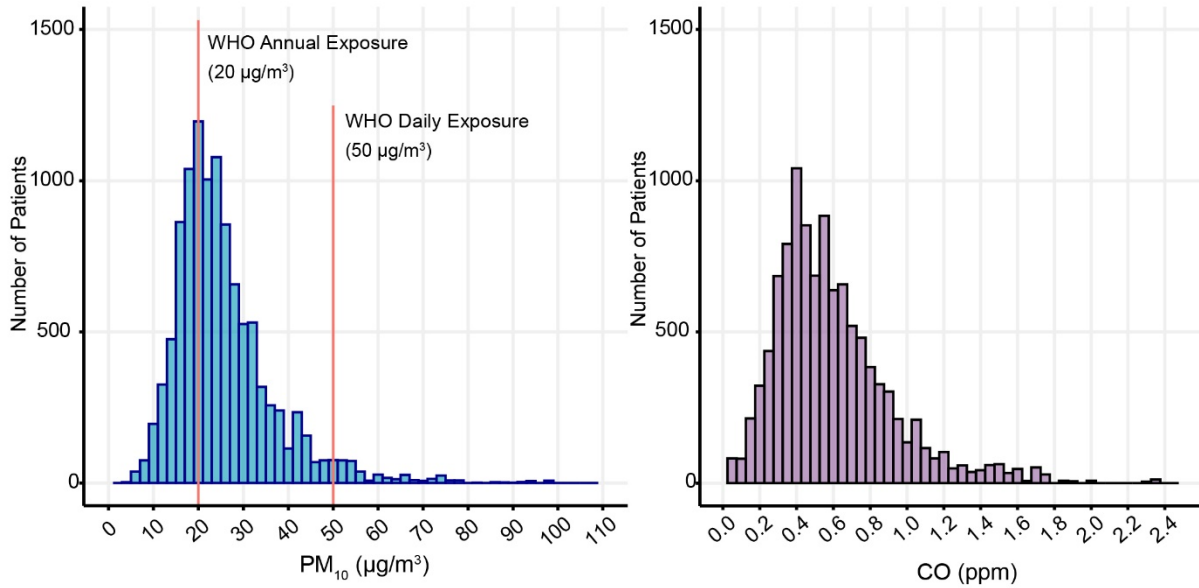 1500
1000
500
0
Number of Patients
WHO Annual Exposure
(20 µg/m³)
WHO Daily Exposure
(50 µg/m³)
0 10 20 30 40 50 60 70 80 90 100 110
PM₁₀ (µg/m³)
1500
1000
500
0
Number of Patients
0.0 0.2 0.4 0.6 0.8 1.0 1.2 1.4 1.6 1.8 2.0 2.2 2.4
CO (ppm)